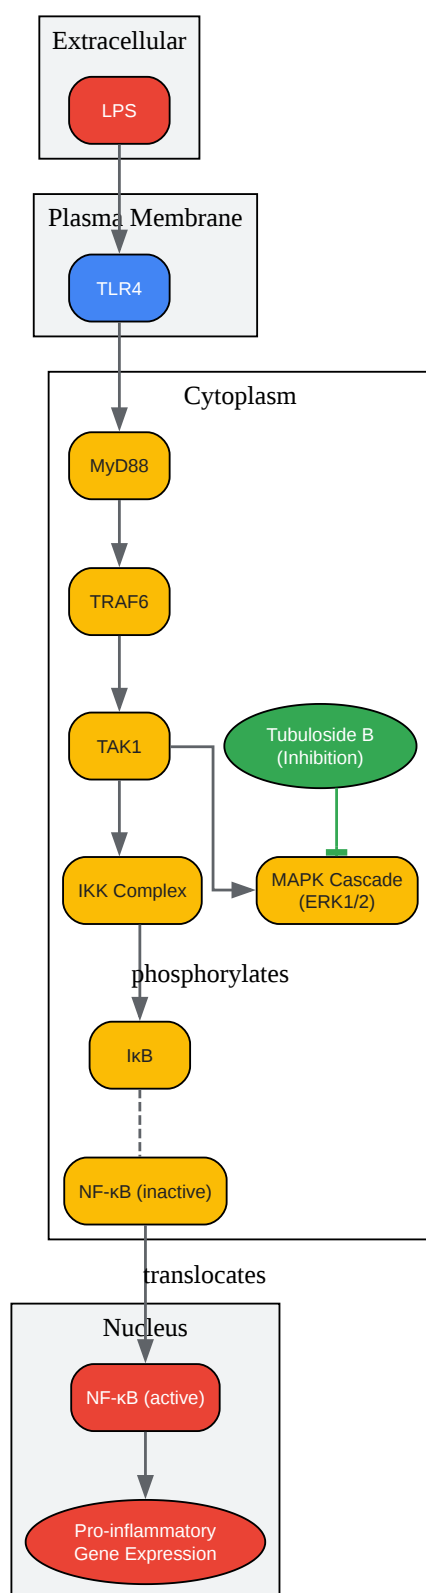 Extracellular
LPS
Plasma Membrane
TLR4
Cytoplasm
MyD88
TRAF6
TAK1
Tubuloside B
(Inhibition)
IKK Complex
MAPK Cascade
(ERK1/2)
phosphorylates
IκB
NF-κB (inactive)
translocates
Nucleus
NF-κB (active)
Pro-inflammatory
Gene Expression